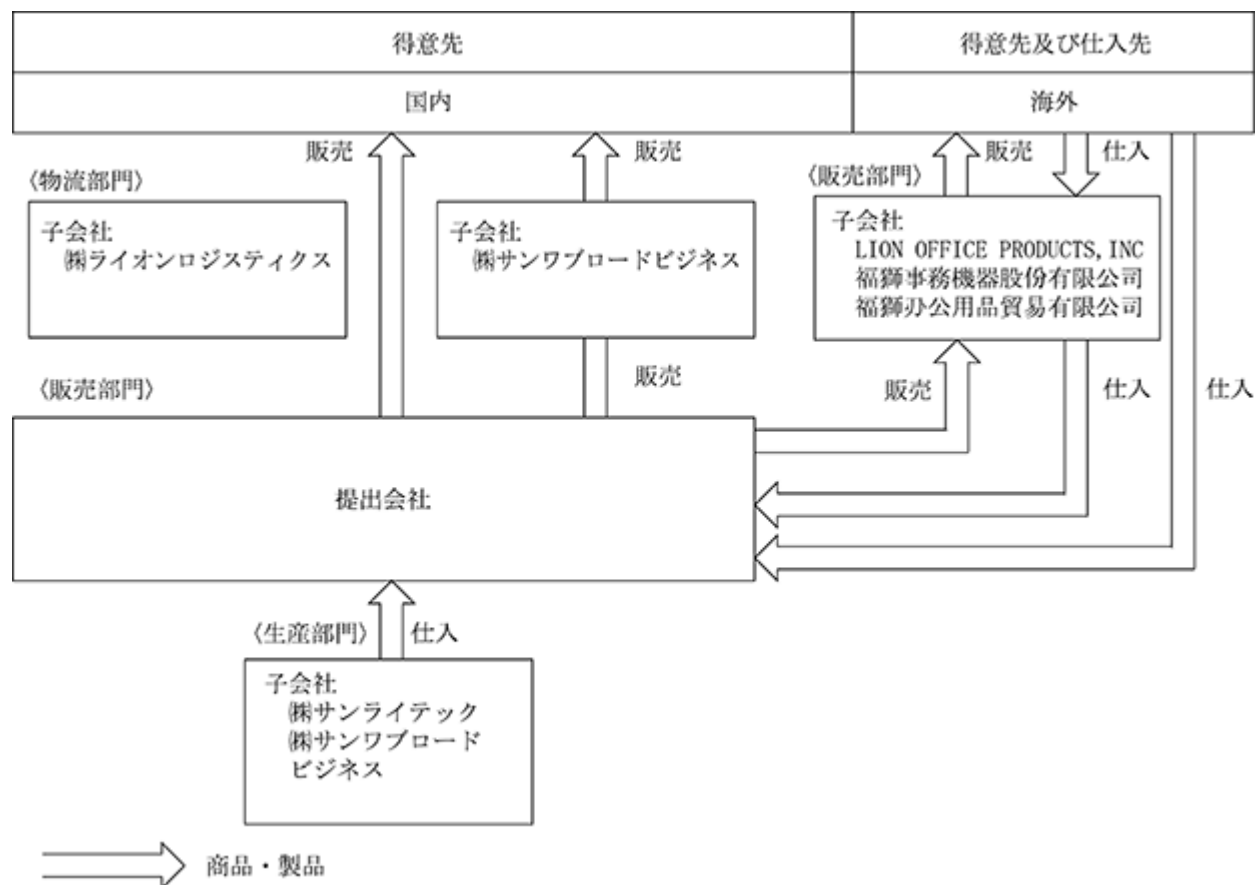 得意先
得意先及び仕入先
国内
海外
販売
販売
販売
仕入
〈物流部門〉
〈販売部門〉
子会社
㈱ライオンロジスティクス
子会社
㈱サンワブロードビジネス
子会社
LION OFFICE PRODUCTS, INC
福獅事務機器股份有限公司
福獅办公用品貿易有限公司
〈販売部門〉
販売
販売
仕入
仕入
提出会社
〈生産部門〉
仕入
子会社
㈱サンライテック
㈱サンワブロード
ビジネス
商品・製品